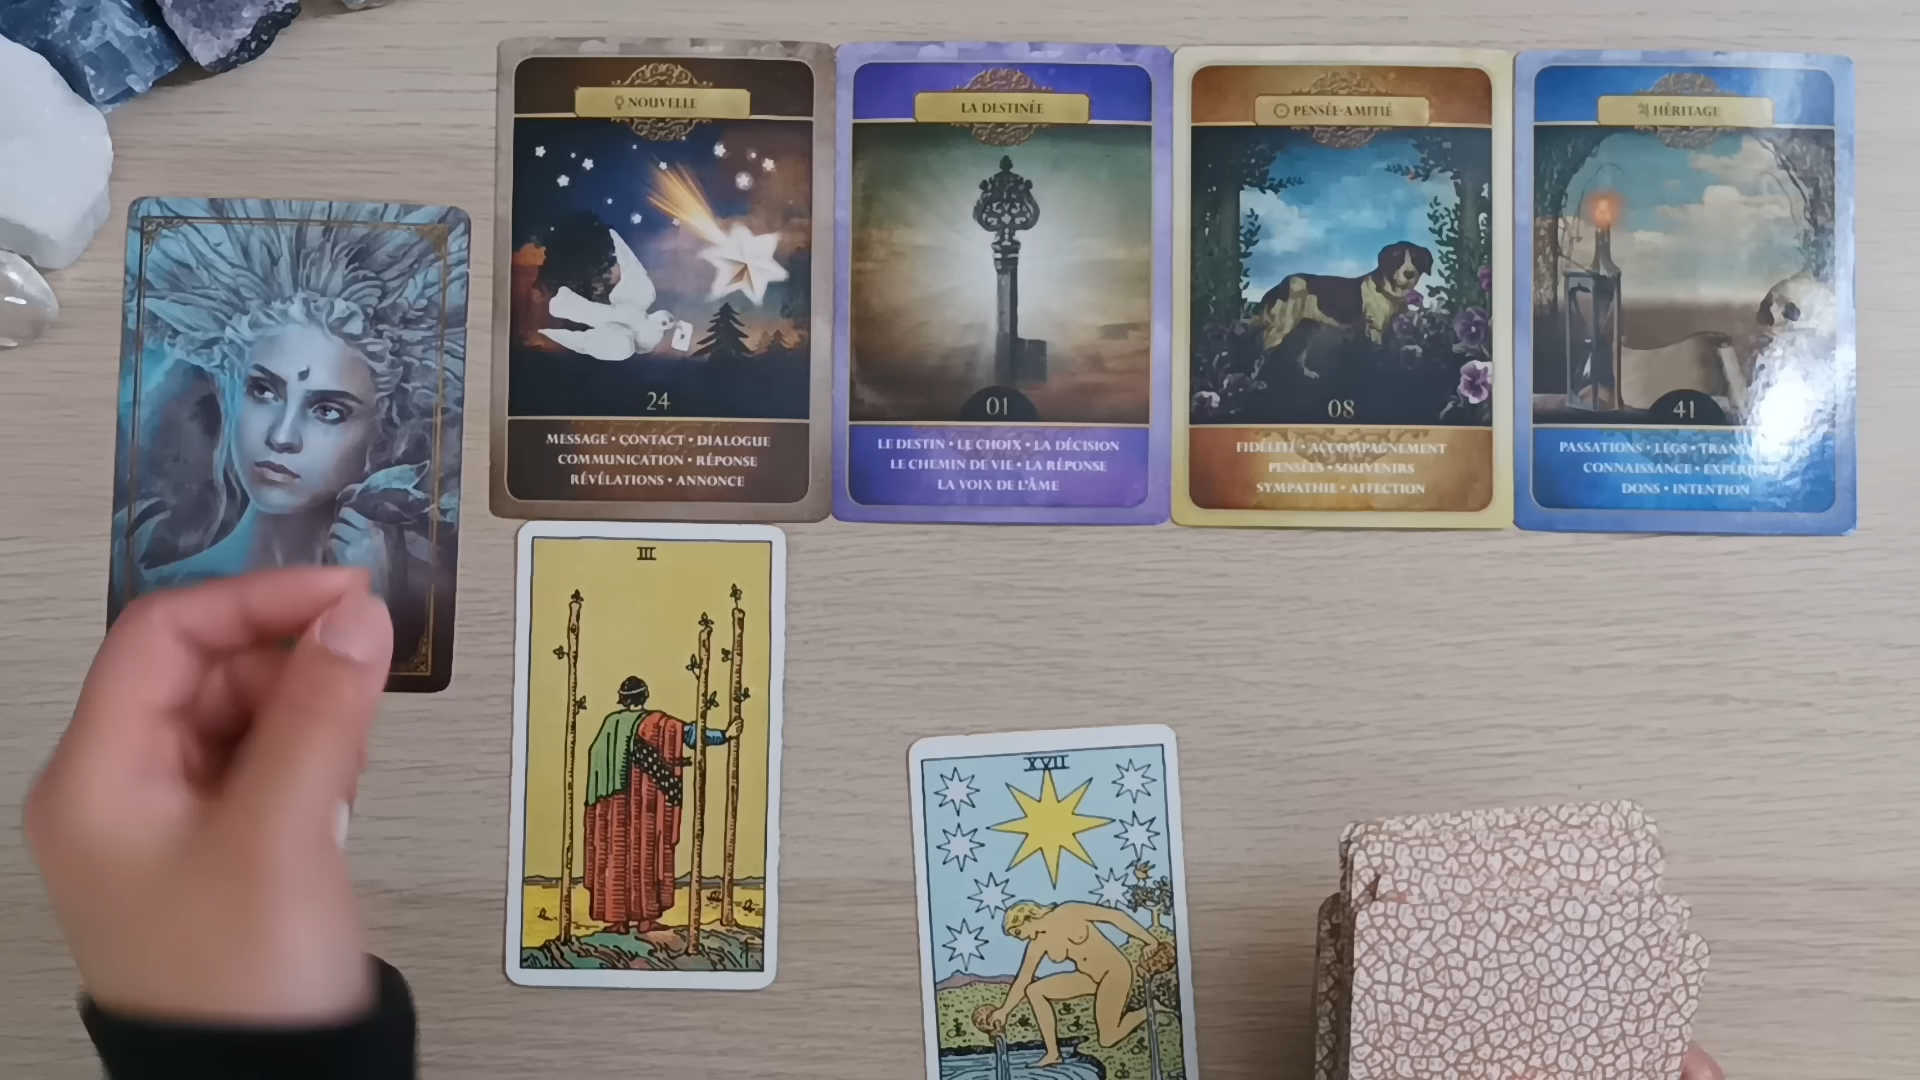 NOUVELLE
24
MESSAGE • CONTACT • DIALOGUE
COMMUNICATION • RÉPONSE
RÉVÉLATIONS • ANNONCE
LA DESTINÉE
01
LE DESTIN • LE CHOIX • LA DÉCISION
LE CHEMIN DE VIE • LA RÉPONSE
LA VOIX DE L'ÂME
PENSÉE-AMITIÉ
08
FIDÉLITÉ • ACCOMPAGNEMENT
PENSÉES • SOUVENIRS
SYMPATHIE • AFFECTION
HÉRITAGE
41
PASSATIONS • LEGS •
CONNAISSANCE •
DONS • INTENTION
III
XVII